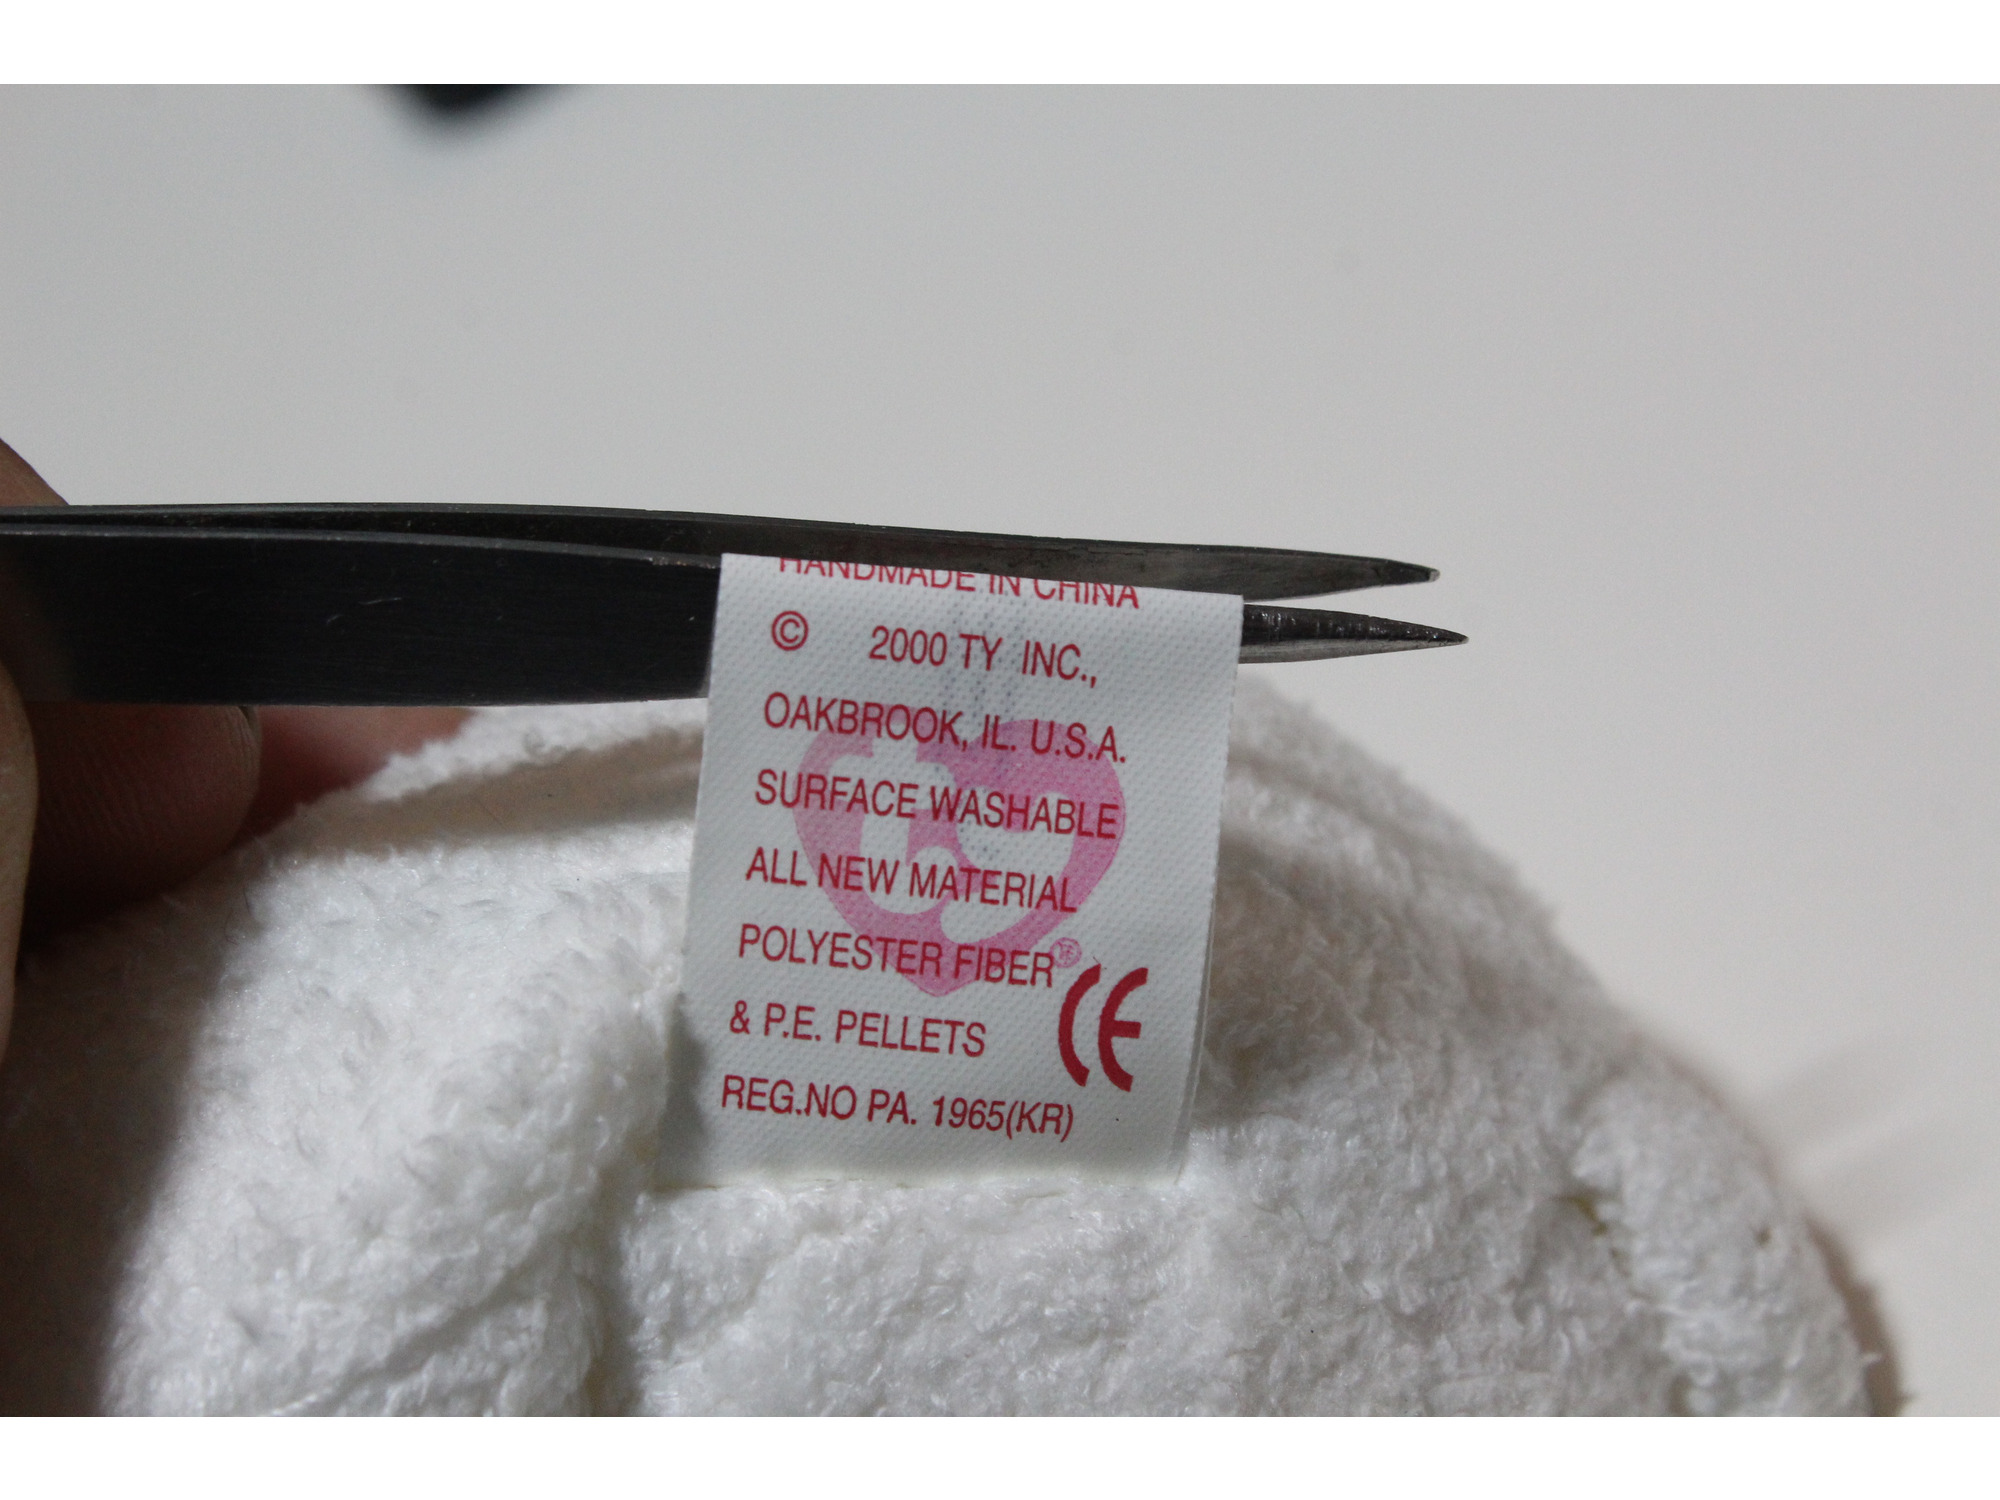 HANDMADE IN CHINA
© 2000 TY INC.,
OAKBROOK, IL. U.S.A.
SURFACE WASHABLE
ALL NEW MATERIAL
POLYESTER FIBER
& P.E. PELLETS
REG.NO PA. 1965(KR)
CE
ty®